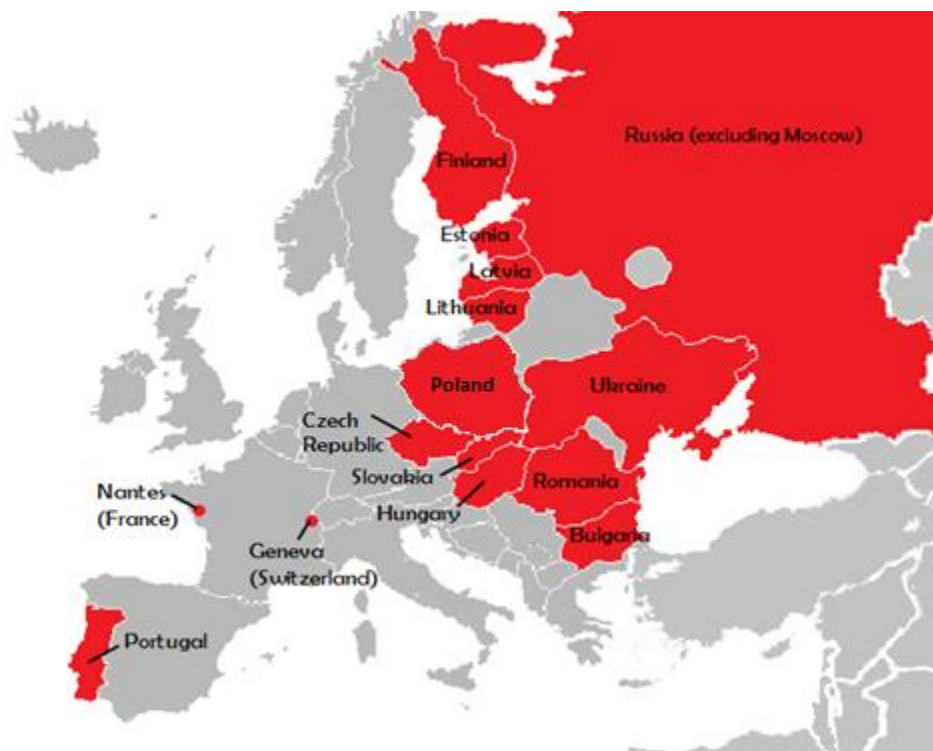 Russia (excluding Moscow)
Finland
Estonia
Latvia
Lithuania
Poland
Ukraine
Czech
Republic
Slovakia
Romania
Nantes
(France)
Hungary
Bulgaria
Geneva
(Switzerland)
Portugal